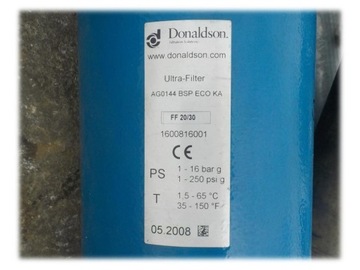 Donaldson.
www.donaldson.com
Ultra-Filter
AG0144 BSP ECO KA
FF 20/30
1600816001
CE
PS 1 - 16 bar g
1 - 250 psi g
T 1,5 - 65 °C
35 - 150 °F
05.2008